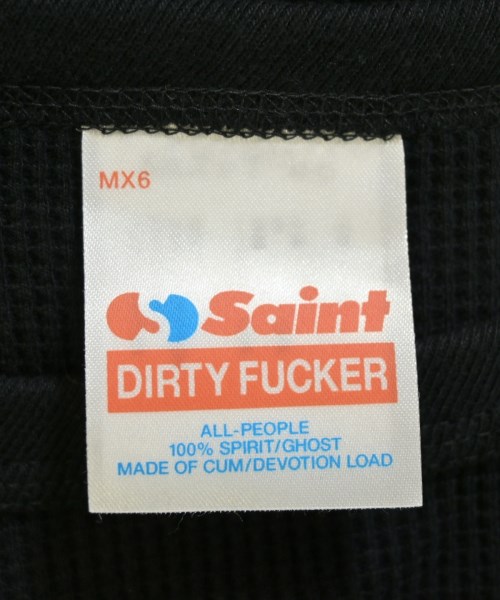 MX6
Saint
DIRTY FUCKER
ALL-PEOPLE
100% SPIRIT/GHOST
MADE OF CUM/DEVOTION LOAD